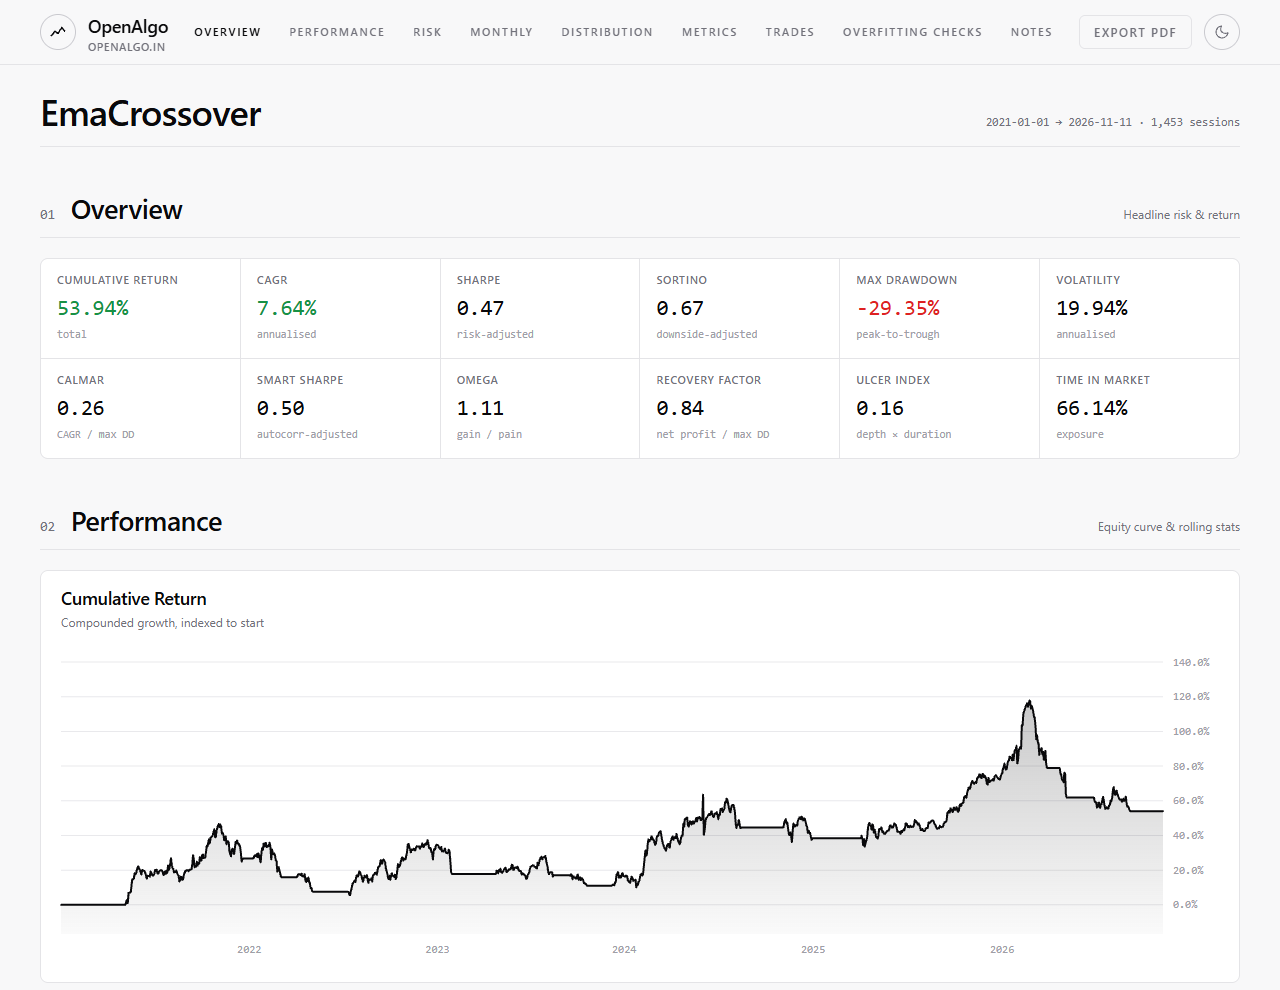 OpenAlgo
OPENALGO.IN
OVERVIEW PERFORMANCE RISK MONTHLY DISTRIBUTION METRICS TRADES OVERFITTING CHECKS NOTES EXPORT PDF
EmaCrossover
2021-01-01 → 2026-11-11 · 1,453 sessions
01 Overview
Headline risk & return
CUMULATIVE RETURN
53.94%
total
CAGR
7.64%
annualised
SHARPE
0.47
risk-adjusted
SORTINO
0.67
downside-adjusted
MAX DRAWDOWN
-29.35%
peak-to-trough
VOLATILITY
19.94%
annualised
CALMAR
0.26
CAGR / max DD
SMART SHARPE
0.50
autocorr-adjusted
OMEGA
1.11
gain / pain
RECOVERY FACTOR
0.84
net profit / max DD
ULCER INDEX
0.16
depth × duration
TIME IN MARKET
66.14%
exposure
02 Performance
Equity curve & rolling stats
Cumulative Return
Compounded growth, indexed to start
140.0%
120.0%
100.0%
80.0%
60.0%
40.0%
20.0%
0.0%
2022 2023 2024 2025 2026